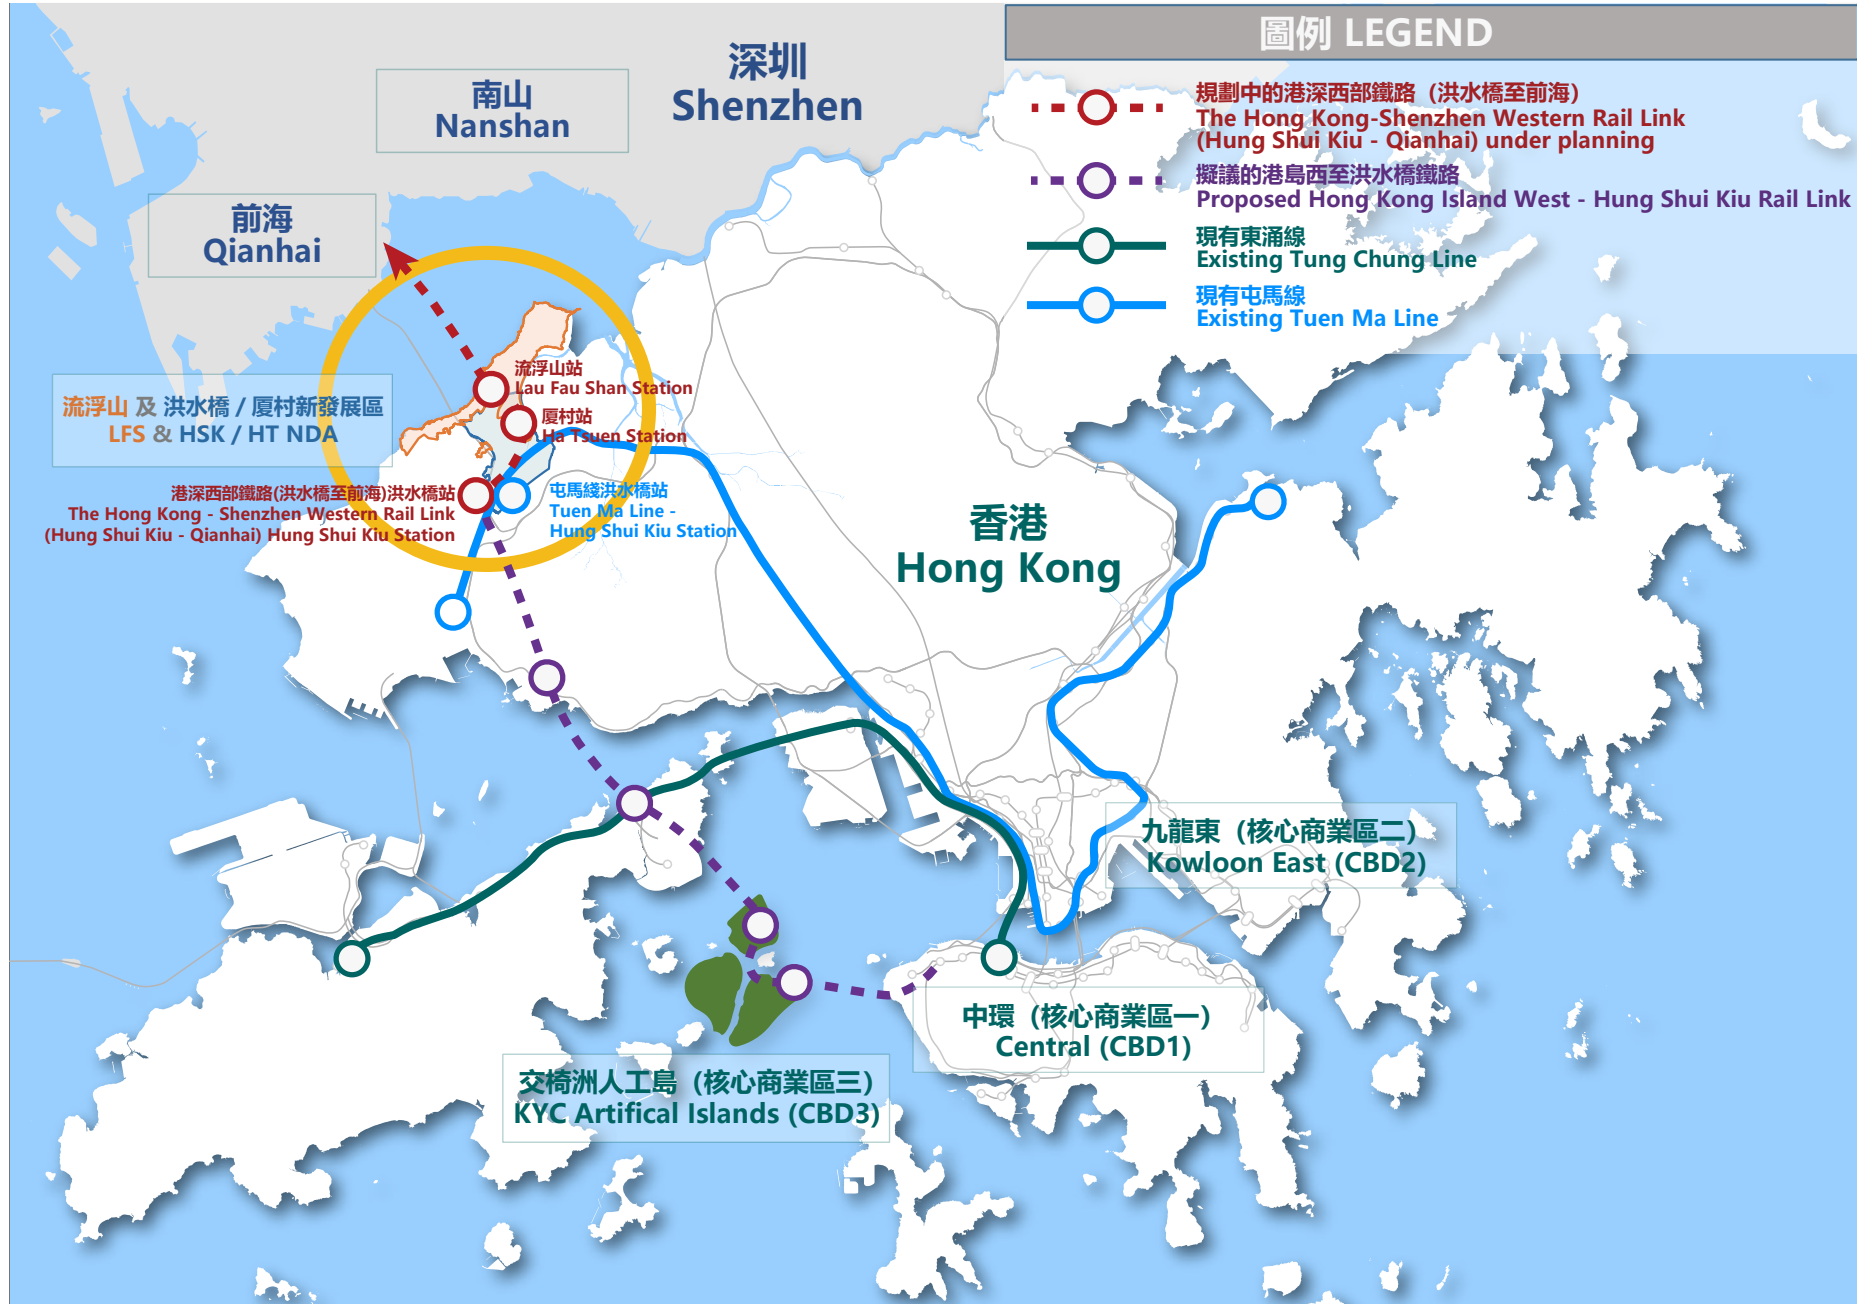 圖例 LEGEND
規劃中的港深西部鐵路（洪水橋至前海）
The Hong Kong-Shenzhen Western Rail Link
(Hung Shui Kiu - Qianhai) under planning
擬議的港島西至洪水橋鐵路
Proposed Hong Kong Island West - Hung Shui Kiu Rail Link
現有東涌線
Existing Tung Chung Line
現有屯馬線
Existing Tuen Ma Line
深圳
Shenzhen
南山
Nanshan
前海
Qianhai
流浮山站
Lau Fau Shan Station
厦村站
Ha Tsuen Station
流浮山 及 洪水橋 / 厦村新發展區
LFS & HSK / HT NDA
港深西部鐵路(洪水橋至前海)洪水橋站
The Hong Kong - Shenzhen Western Rail Link
(Hung Shui Kiu - Qianhai) Hung Shui Kiu Station
屯馬綫洪水橋站
Tuen Ma Line -
Hung Shui Kiu Station
香港
Hong Kong
九龍東（核心商業區二）
Kowloon East (CBD2)
中環（核心商業區一）
Central (CBD1)
交椅洲人工島（核心商業區三）
KYC Artifical Islands (CBD3)